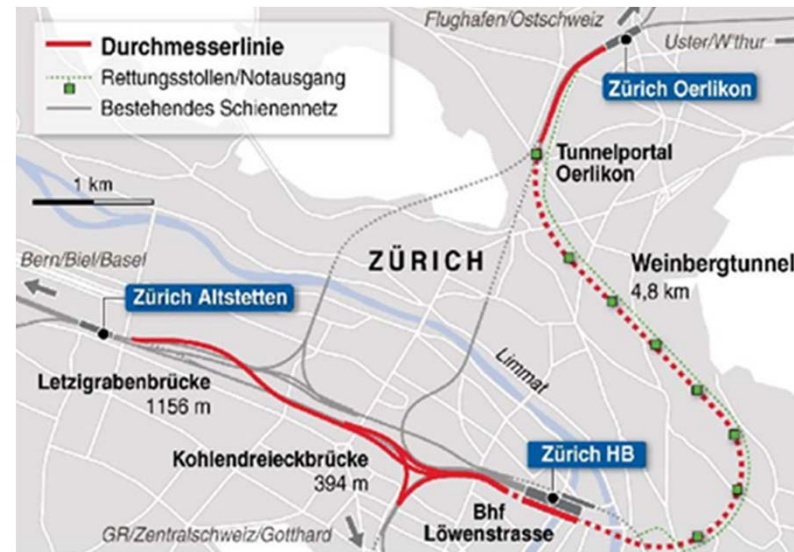 Flughafen/Ostschweiz
Uster/W'thur
Durchmesserlinie
Rettungsstollen/Notausgang
Bestehendes Schienennetz
Zürich Oerlikon
Tunnelportal
Oerlikon
1 km
ZÜRICH
Bern/Biel/Basel
Weinbergtunnel
4,8 km
Zürich Altstetten
Limmat
Letzigrabenbrücke
1156 m
Kohlendreieckbrücke
394 m
Zürich HB
Bhf
Löwenstrasse
GR/Zentralschweiz/Gotthard